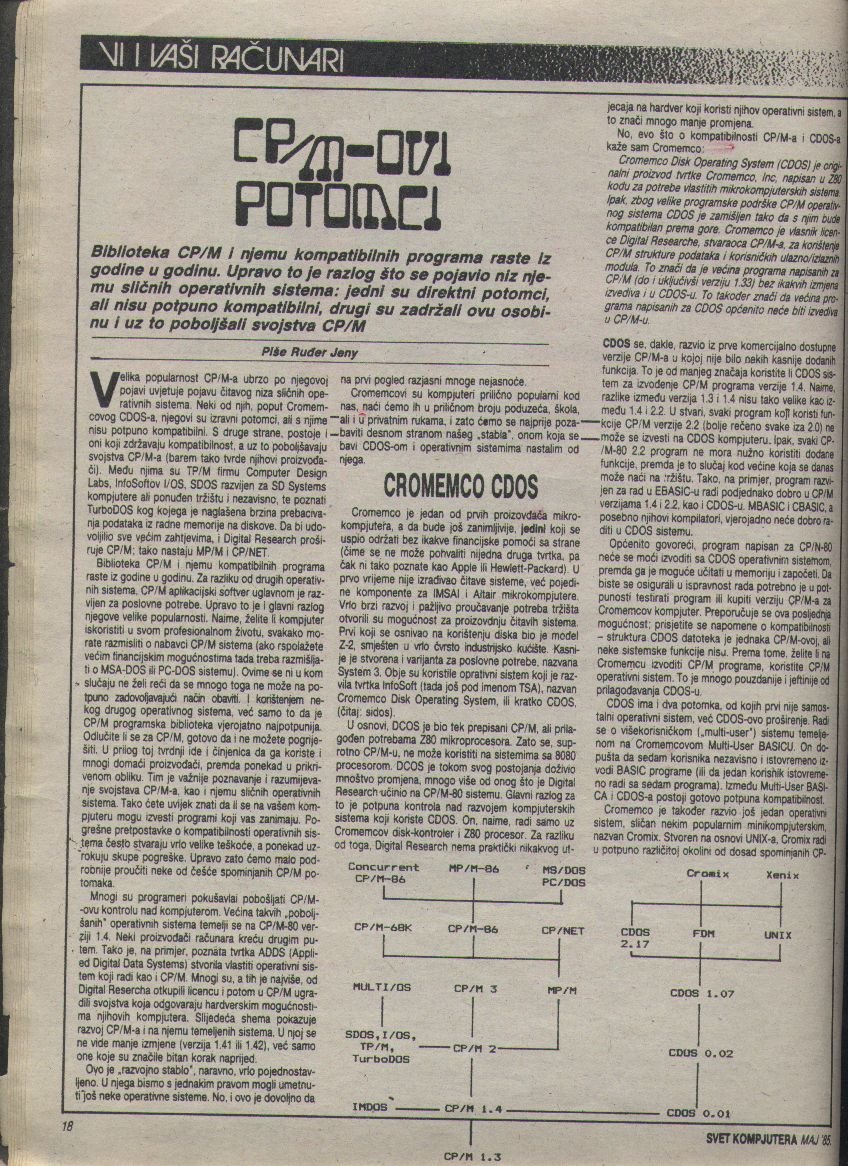 VI I VAŠI RAČUNARI
CP/M-OVI
POTOMCI
Biblioteka CP/M i njemu kompatibilnih programa raste iz
godine u godinu. Upravo to je razlog što se pojavio niz nje-
mu sličnih operativnih sistema: jedni su direktni potomci,
ali nisu potpuno kompatibilni, drugi su zadržali ovu osobi-
nu i uz to poboljšali svojstva CP/M
Piše Ruđer Jeny
Velika popularnost CP/M-a ubrzo po njegovoj
pojavi uvjetuje pojavu čitavog niza sličnih ope-
rativnih sistema. Neki od njih, poput Cromem-
covog CDOS-a, njegovi su izravni potomci, ali s njime
nisu potpuno kompatibilni. S druge strane, postoje i
oni koji zdržavaju kompatibilnost, a uz to poboljšavaju
svojstva CP/M-a (barem tako tvrde njihovi proizvođa-
či). Među njima su TP/M firmu Computer Design
Labs, InfoSoftov I/OS, SDOS razvijen za SD Systems
kompjutere ali ponuđen tržištu i nezavisno, te poznati
TurboDOS kog kojega je naglašena brzina prebaciva-
nja podataka iz radne memorije na diskove. Da bi udo-
voljilio sve većim zahtjevima, i Digital Research proši-
ruje CP/M; tako nastaju MP/M i CP/NET.
Biblioteka CP/M i njemu kompatibilnih programa
raste iz godine u godinu. Za razliku od drugih operativ-
nih sistema, CP/M aplikacijski softver uglavnom je raz-
vijen za poslovne potrebe. Upravo to je i glavni razlog
njegove velike popularnosti. Naime, želite li kompjuter
iskoristiti u svom profesionalnom životu, svakako mo-
rate razmisliti o nabavci CP/M sistema (ako rspolažete
većim financijskim mogućnostima tada treba razmišlja-
ti o MSA-DOS ili PC-DOS sistemu). Ovime se ni u kom
slučaju ne želi reći da se mnogo toga ne može na po-
tpuno zadovoljavajući način obaviti. I korištenjem ne-
kog drugog operativnog sistema, već samo to da je
CP/M programska biblioteka vjerojatno najpotpunija.
Odlučite li se za CP/M, gotovo da i ne možete pogrije-
šiti. U prilog toj tvrdnji ide i činjenica da ga koriste i
mnogi domaći proizvođači, premda ponekad u prikri-
venom obliku. Tim je važnije poznavanje i razumijeva-
nje svojstava CP/M-a, kao i njemu sličnih operativnih
sistema. Tako ćete uvijek znati da li se na vašem kom-
pjuteru mogu izvesti programi koji vas zanimaju. Po-
grešne pretpostavke o kompatibilnosti operativnih sis-
tema često stvaraju vrlo velike teškoće, a ponekad uz-
rokuju skupe pogreške. Upravo zato ćemo malo pod-
robnije proučiti neke od češće spominjanih CP/M po-
tomaka.
Mnogi su programeri pokušavlai pobošijati CP/M-
-ovu kontrolu nad kompjuterom. Većina takvih „pobolj-
šanih" operativnih sistema temelji se na CP/M-80 ver-
ziji 1.4. Neki proizvođači računara kreću drugim pu-
tem. Tako je, na primjer, poznata tvrtka ADDS (Appli-
ed Digital Data Systems) stvorila vlastiti operativni sis-
tem koji radi kao i CP/M. Mnogi su, a tih je najviše, od
Digital Resercha otkupili licencu i potom u CP/M ugra-
dili svojstva koja odgovaraju hardverskim mogućnosti-
ma njihovih kompjutera. Slijedeća shema pokazuje
razvoj CP/M-a i na njemu temeljenih sistema. U njoj se
ne vide manje izmjene (verzija 1.41 ili 1.42), već samo
one koje su značile bitan korak naprijed.
Ovo je „razvojno stablo", naravno, vrlo pojednostav-
ljeno. U njega bismo s jednakim pravom mogli umetnu-
ti još neke operativne sisteme. No, i ovo je dovoljno da
na prvi pogled razjasni mnoge nejasnoće.
Cromemcovi su kompjuteri prilično popularni kod
nas, naći ćemo ih u priličnom broju poduzeća, škola,
ali i u privatnim rukama, i zato ćemo se najprije poza-
baviti desnom stranom našeg „stabla", onom koja se
bavi CDOS-om i operativnim sistemima nastalim od
njega.
CROMEMCO CDOS
Cromemco je jedan od prvih proizvođača mikro-
kompjutera, a da bude još zanimljivije, jedini koji se
uspio održati bez ikakve financijske pomoći sa strane
(čime se ne može pohvaliti nijedna druga tvrtka, pa
čak ni tako poznate kao Apple ili Hewlett-Packard). U
prvo vrijeme nije izrađivao čitave sisteme, već pojedi-
ne komponente za IMSAI i Altair mikrokompjutere.
Vrlo brzi razvoj i pažljivo proučavanje potreba tržišta
otvorili su mogućnost za proizovdnju čitavih sistema.
Prvi koji se osnivao na korištenju diska bio je model
Z-2, smješten u vrlo čvrsto industrijsko kućište. Kasni-
je je stvorena i varijanta za poslovne potrebe, nazvana
System 3. Obje su koristile oprativni sistem koji je raz-
vila tvrtka InfoSoft (tada još pod imenom TSA), nazvan
Cromemco Disk Operating System, ili kratko CDOS,
(čitaj: sidos).
U osnovi, DCOS je bio tek prepisani CP/M, ali prila-
gođen potrebama Z80 mikroprocesora. Zato se, sup-
rotno CP/M-u, ne može koristiti na sistemima sa 8080
procesorom. DCOS je tokom svog postojanja doživio
mnoštvo promjena, mnogo više od onog što je Digital
Research učinio na CP/M-80 sistemu. Glavni razlog za
to je potpuna kontrola nad razvojem kompjuterskih
sistema koji koriste CDOS. On, naime, radi samo uz
Cromemcov disk-kontroler i Z80 procesor. Za razliku
od toga, Digital Research nema praktički nikakvog ut-
jecaja na hardver koji koristi njihov operativni sistem, a
to znači mnogo manje promjena.
No, evo što o kompatibilnosti CP/M-a i CDOS-a
kaže sam Cromemco:
Cromemco Disk Operating System (CDOS) je origi-
nalni proizvod tvrtke Cromemco, Inc, napisan u Z80
kodu za potrebe vlastitih mikrokompjuterskih sistema.
Ipak, zbog velike programske podrške CP/M operativ-
nog sistema CDOS je zamišljen tako da s njim bude
kompatibilan prema gore. Cromemco je vlasnik licen-
ce Digital Researche, stvaraoca CP/M-a, za korištenje
CP/M strukture podataka i korisničkih ulazno/izlaznih
modula. To znači da je većina programa napisanih za
CP/M (do i uključivši verziju 1.33) bez ikakvih izmjena
izvediva i u CDOS-u. To također znači da većina pro-
grama napisanih za CDOS općenito neće biti izvediva
u CP/M-u.
CDOS se, dakle, razvio iz prve komercijalno dostupne
verzije CP/M-a u kojoj nije bilo nekih kasnije dodanih
funkcija. To je od manjeg značaja koristite li CDOS sis-
tem za izvođenje CP/M programa verzije 1.4. Naime,
razlike između verzija 1.3 i 1.4 nisu tako velike kao iz-
među 1.4 i 2.2. U stvari, svaki program koji koristi fun-
kcije CP/M verzije 2.2 (bolje rečeno svake iza 2.0) ne
može se izvesti na CDOS kompjuteru. Ipak, svaki CP-
/M-80 2.2 program ne mora nužno koristiti dodane
funkcije, premda je to slučaj kod većine koja se danas
može naći na tržištu. Tako, na primjer, program razvi-
jen za rad u EBASIC-u radi podjednako dobro u CP/M
verzijama 1.4 i 2.2, kao i CDOS-u. MBASIC i CBASIC, a
posebno njihovi kompilatori, vjerojadno neće dobro ra-
diti u CDOS sistemu.
Općenito govoreći, program napisan za CP/N-80
neće se moći izvoditi sa CDOS operativnim sistemom,
premda ga je moguće učitati u memoriju i započeti. Da
biste se osigurali u ispravnost rada potrebno je u pot-
punosti testirati program ili kupiti verziju CP/M-a za
Cromemcov kompjuter. Preporučuje se ova posljednja
mogućnost; prisjetite se napomene o kompatibilnosti
– struktura CDOS datoteka je jednaka CP/M-ovoj, ali
neke sistemske funkcije nisu. Prema tome, želite li na
Cromemcu izvoditi CP/M programe, koristite CP/M
operativni sistem. To je mnogo pouzdanije i jeftinije od
prilagođavanja CDOS-u.
CDOS ima i dva potomka, od kojih prvi nije samos-
talni operativni sistem, već CDOS-ovo proširenje. Radi
se o višekorisničkom („multi-user") sistemu temelje-
nom na Cromemcovom Multi-User BASICU. On do-
pušta da sedam korisnika nezavisno i istovremeno iz-
vodi BASIC programe (ili da jedan korishik istovreme-
no radi sa sedam programa). Između Multi-User BASI-
CA i CDOS-a postoji gotovo potpuna kompatibilnost.
Cromemco je također razvio još jedan operativni
sistem, sličan nekim popularnim minikompjuterskim,
nazvan Cromix. Stvoren na osnovi UNIX-a, Cromix radi
u potpuno različitoj okolini od dosad spominjanih CP-
Concurrent MP/M-86 MS/DOS Cromix Xenix
CP/M-86 PC/DOS
CP/M-68K CP/M-86 CP/NET CDOS FDM UNIX
2.17
MULTI/OS CP/M 3 MP/M CDOS 1.07
SDOS,I/OS,
TP/M, CP/M 2 CDOS 0.02
TurboDOS
IMDOS CP/M 1.4 CDOS 0.01
CP/M 1.3
18
SVET KOMPJUTERA MAJ '85.